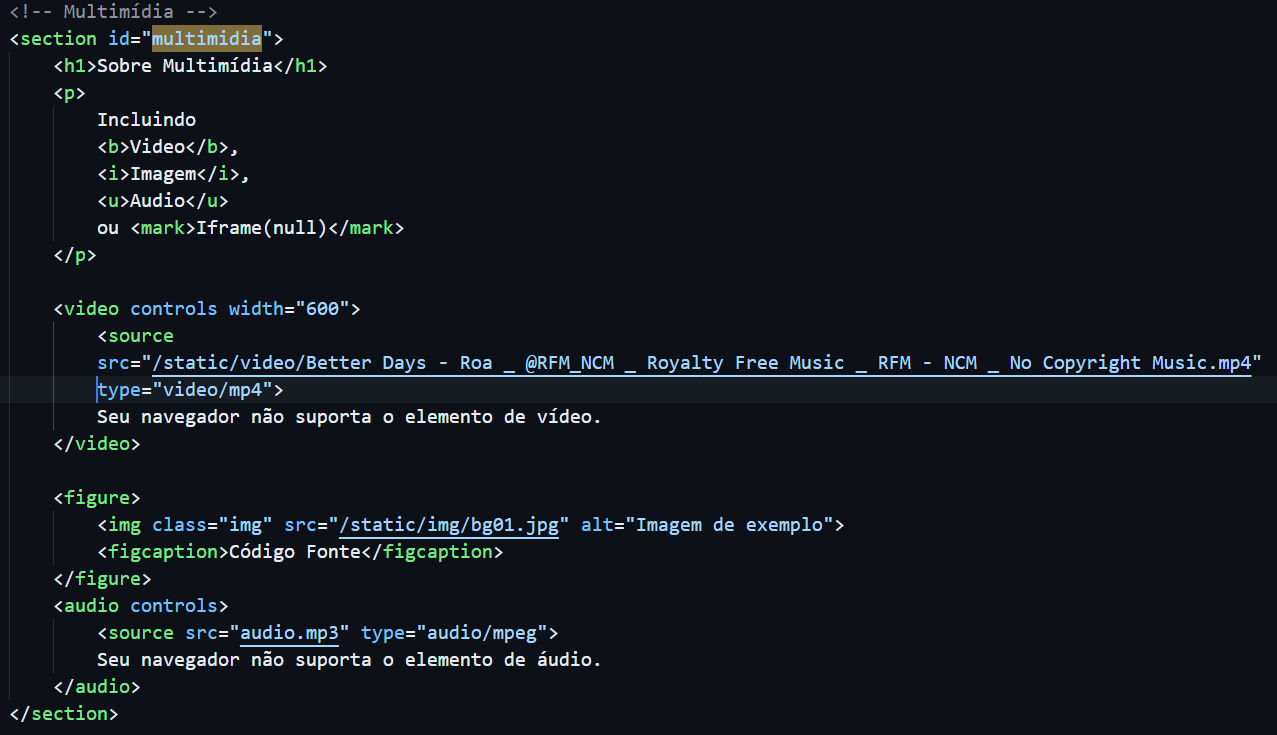 <!-- Multimídia -->
<section id="multimidia">
    <h1>Sobre Multimídia</h1>
    <p>
        Incluindo
        <b>Video</b>,
        <i>Imagem</i>,
        <u>Audio</u>
        ou <mark>Iframe(null)</mark>
    </p>

    <video controls width="600">
        <source
        src="/static/video/Better Days - Roa _ @RFM_NCM _ Royalty Free Music _ RFM - NCM _ No Copyright Music.mp4"
        type="video/mp4">
        Seu navegador não suporta o elemento de vídeo.
    </video>

    <figure>
        <img class="img" src="/static/img/bg01.jpg" alt="Imagem de exemplo">
        <figcaption>Código Fonte</figcaption>
    </figure>
    <audio controls>
        <source src="audio.mp3" type="audio/mpeg">
        Seu navegador não suporta o elemento de áudio.
    </audio>
</section>